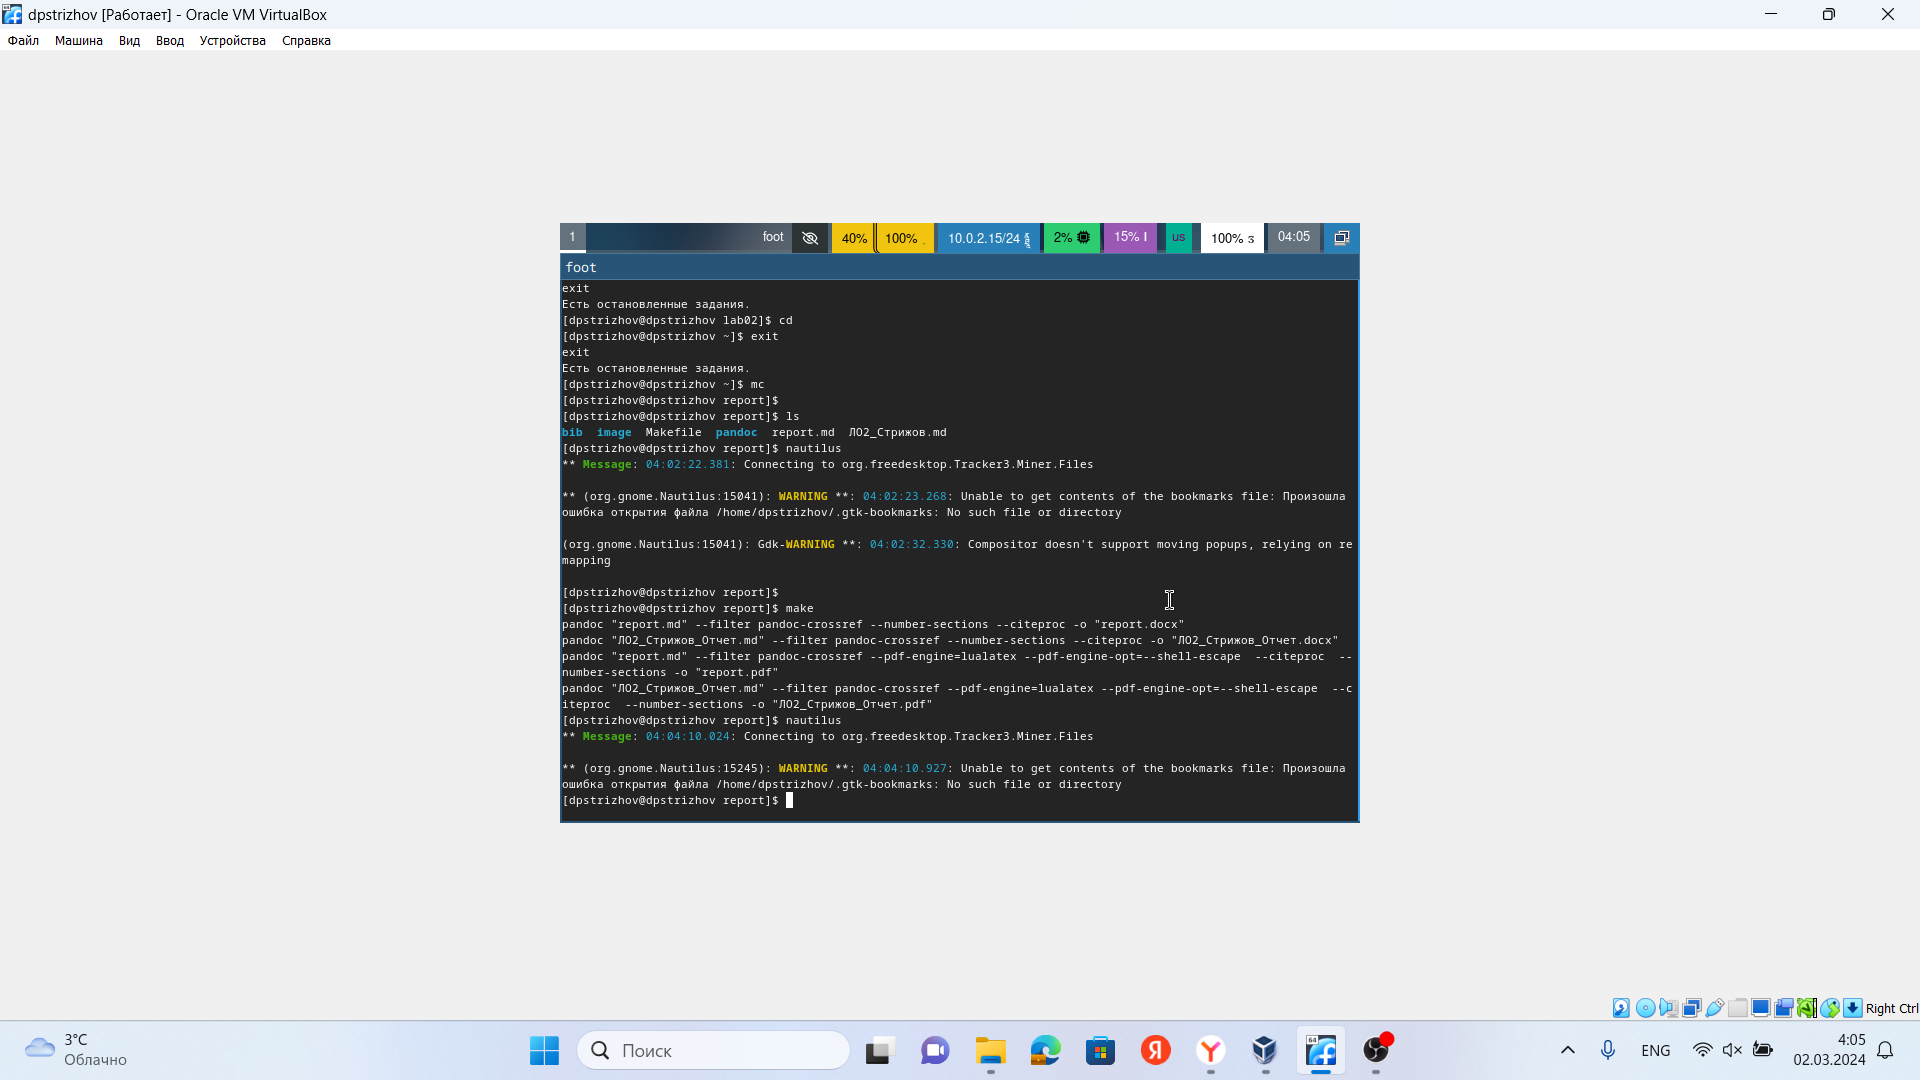 dpstrizhov [Работает] - Oracle VM VirtualBox
Файл Машина Вид Ввод Устройства Справка
1 foot 40% 100% 10.0.2.15/24 2% 15% us 100% 04:05
foot
exit
Есть остановленные задания.
[dpstrizhov@dpstrizhov lab02]$ cd
[dpstrizhov@dpstrizhov ~]$ exit
exit
Есть остановленные задания.
[dpstrizhov@dpstrizhov ~]$ mc
[dpstrizhov@dpstrizhov report]$
[dpstrizhov@dpstrizhov report]$ ls
bib image Makefile pandoc report.md ЛО2_Стрижов.md
[dpstrizhov@dpstrizhov report]$ nautilus
** Message: 04:02:22.381: Connecting to org.freedesktop.Tracker3.Miner.Files
** (org.gnome.Nautilus:15041): WARNING **: 04:02:23.268: Unable to get contents of the bookmarks file: Произошла
ошибка открытия файла /home/dpstrizhov/.gtk-bookmarks: No such file or directory
(org.gnome.Nautilus:15041): Gdk-WARNING **: 04:02:32.330: Compositor doesn't support moving popups, relying on re
mapping
[dpstrizhov@dpstrizhov report]$
[dpstrizhov@dpstrizhov report]$ make
pandoc "report.md" --filter pandoc-crossref --number-sections --citeproc -o "report.docx"
pandoc "ЛО2_Стрижов_Отчет.md" --filter pandoc-crossref --number-sections --citeproc -o "ЛО2_Стрижов_Отчет.docx"
pandoc "report.md" --filter pandoc-crossref --pdf-engine=lualatex --pdf-engine-opt=--shell-escape --citeproc --
number-sections -o "report.pdf"
pandoc "ЛО2_Стрижов_Отчет.md" --filter pandoc-crossref --pdf-engine=lualatex --pdf-engine-opt=--shell-escape --c
iteproc --number-sections -o "ЛО2_Стрижов_Отчет.pdf"
[dpstrizhov@dpstrizhov report]$ nautilus
** Message: 04:04:10.024: Connecting to org.freedesktop.Tracker3.Miner.Files
** (org.gnome.Nautilus:15245): WARNING **: 04:04:10.927: Unable to get contents of the bookmarks file: Произошла
ошибка открытия файла /home/dpstrizhov/.gtk-bookmarks: No such file or directory
[dpstrizhov@dpstrizhov report]$
Right Ctrl
3°C
Облачно
Поиск
ENG
4:05
02.03.2024